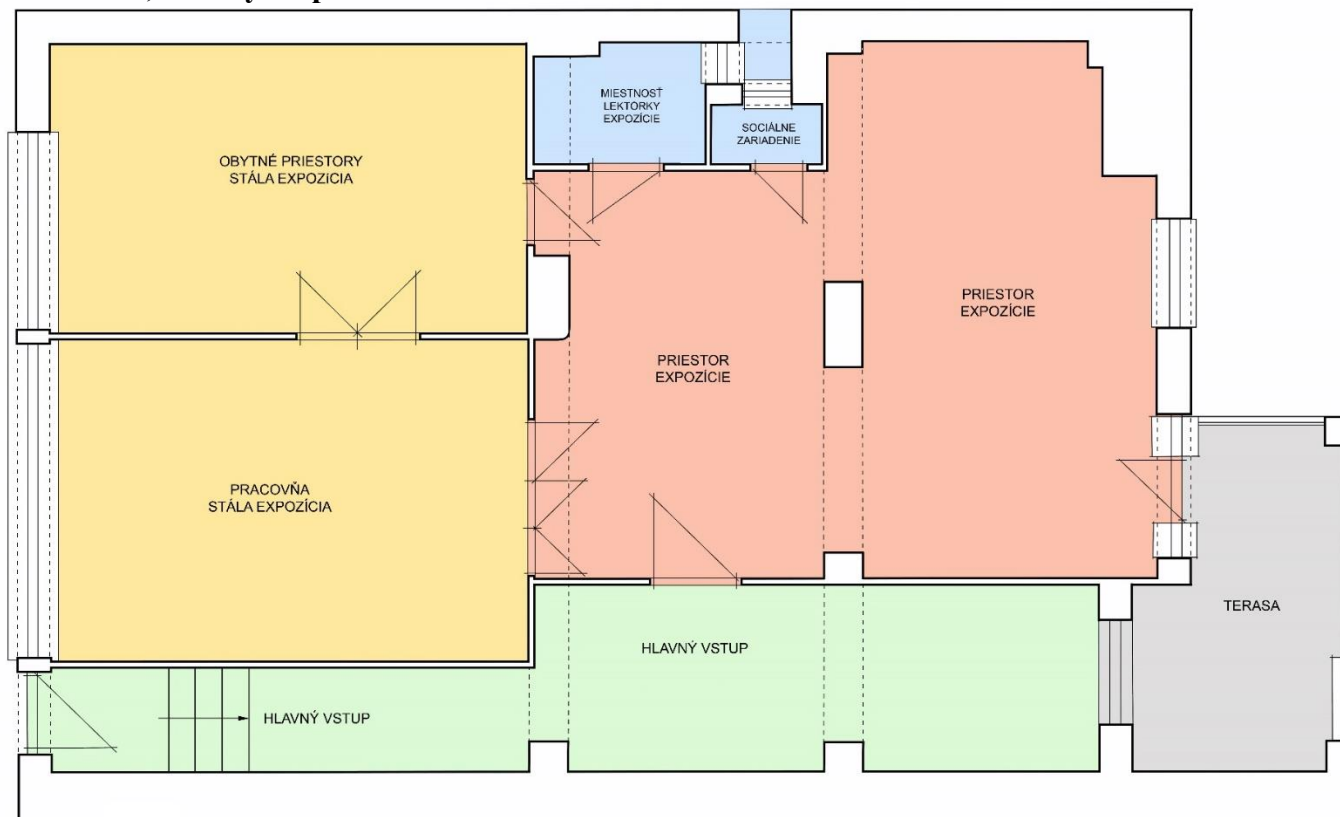 MIESTNOSŤ
LEKTORKY
EXPOZÍCIE
SOCIÁLNE
ZARIADENIE
OBYTNÉ PRIESTORY
STÁLA EXPOZÍCIA
PRIESTOR
EXPOZÍCIE
PRIESTOR
EXPOZÍCIE
PRACOVŇA
STÁLA EXPOZÍCIA
TERASA
HLAVNÝ VSTUP
HLAVNÝ VSTUP